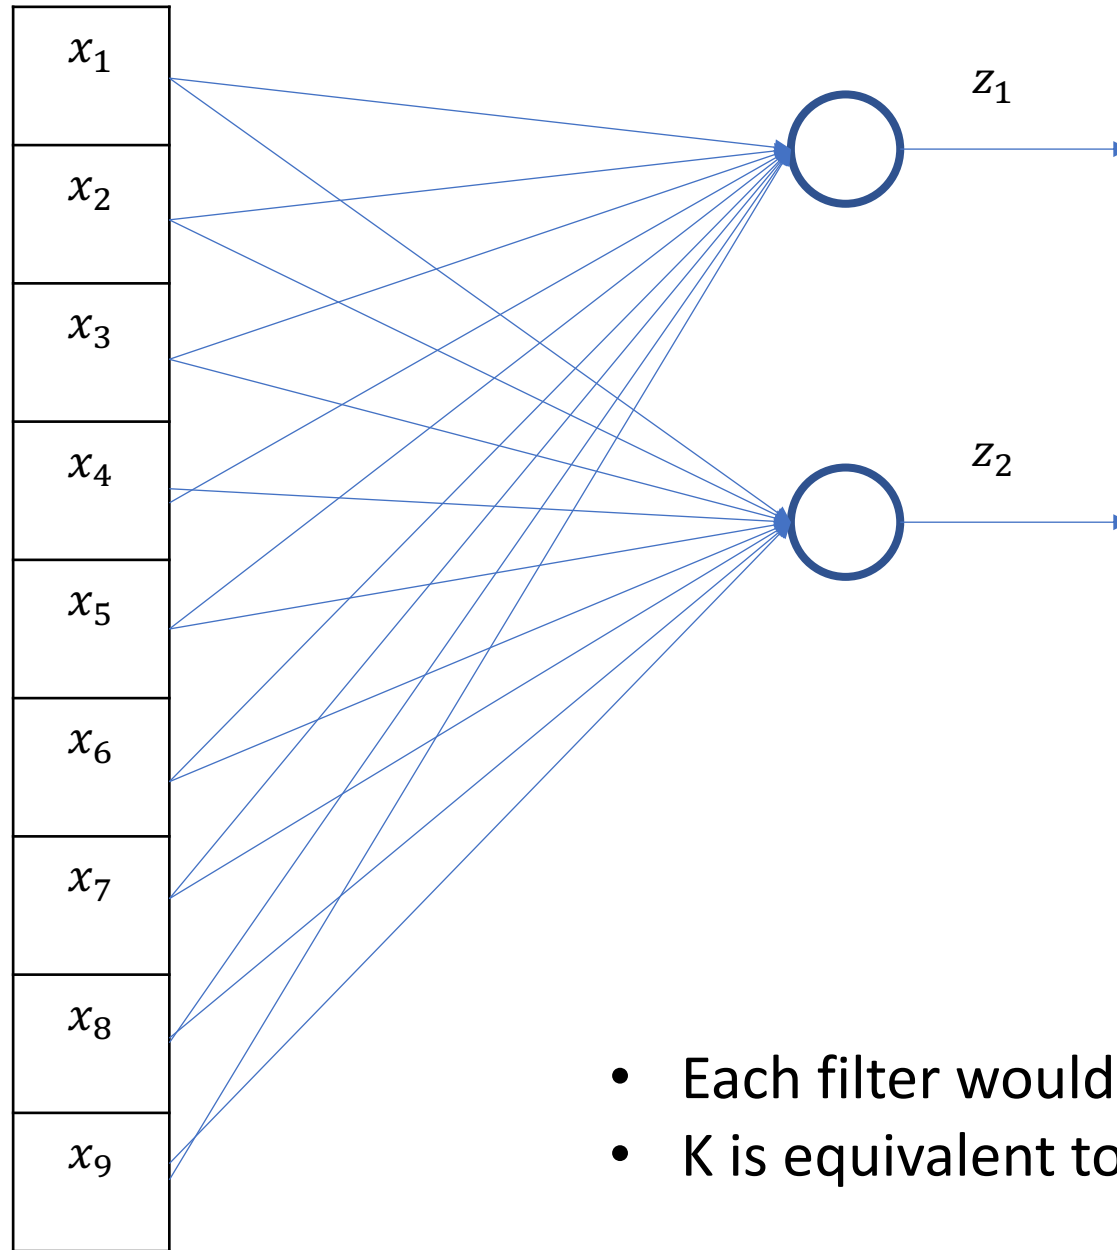 x₁
z₁
x₂
x₃
x₄
z₂
x₅
x₆
x₇
x₈
• Each filter would
x₉
• K is equivalent to